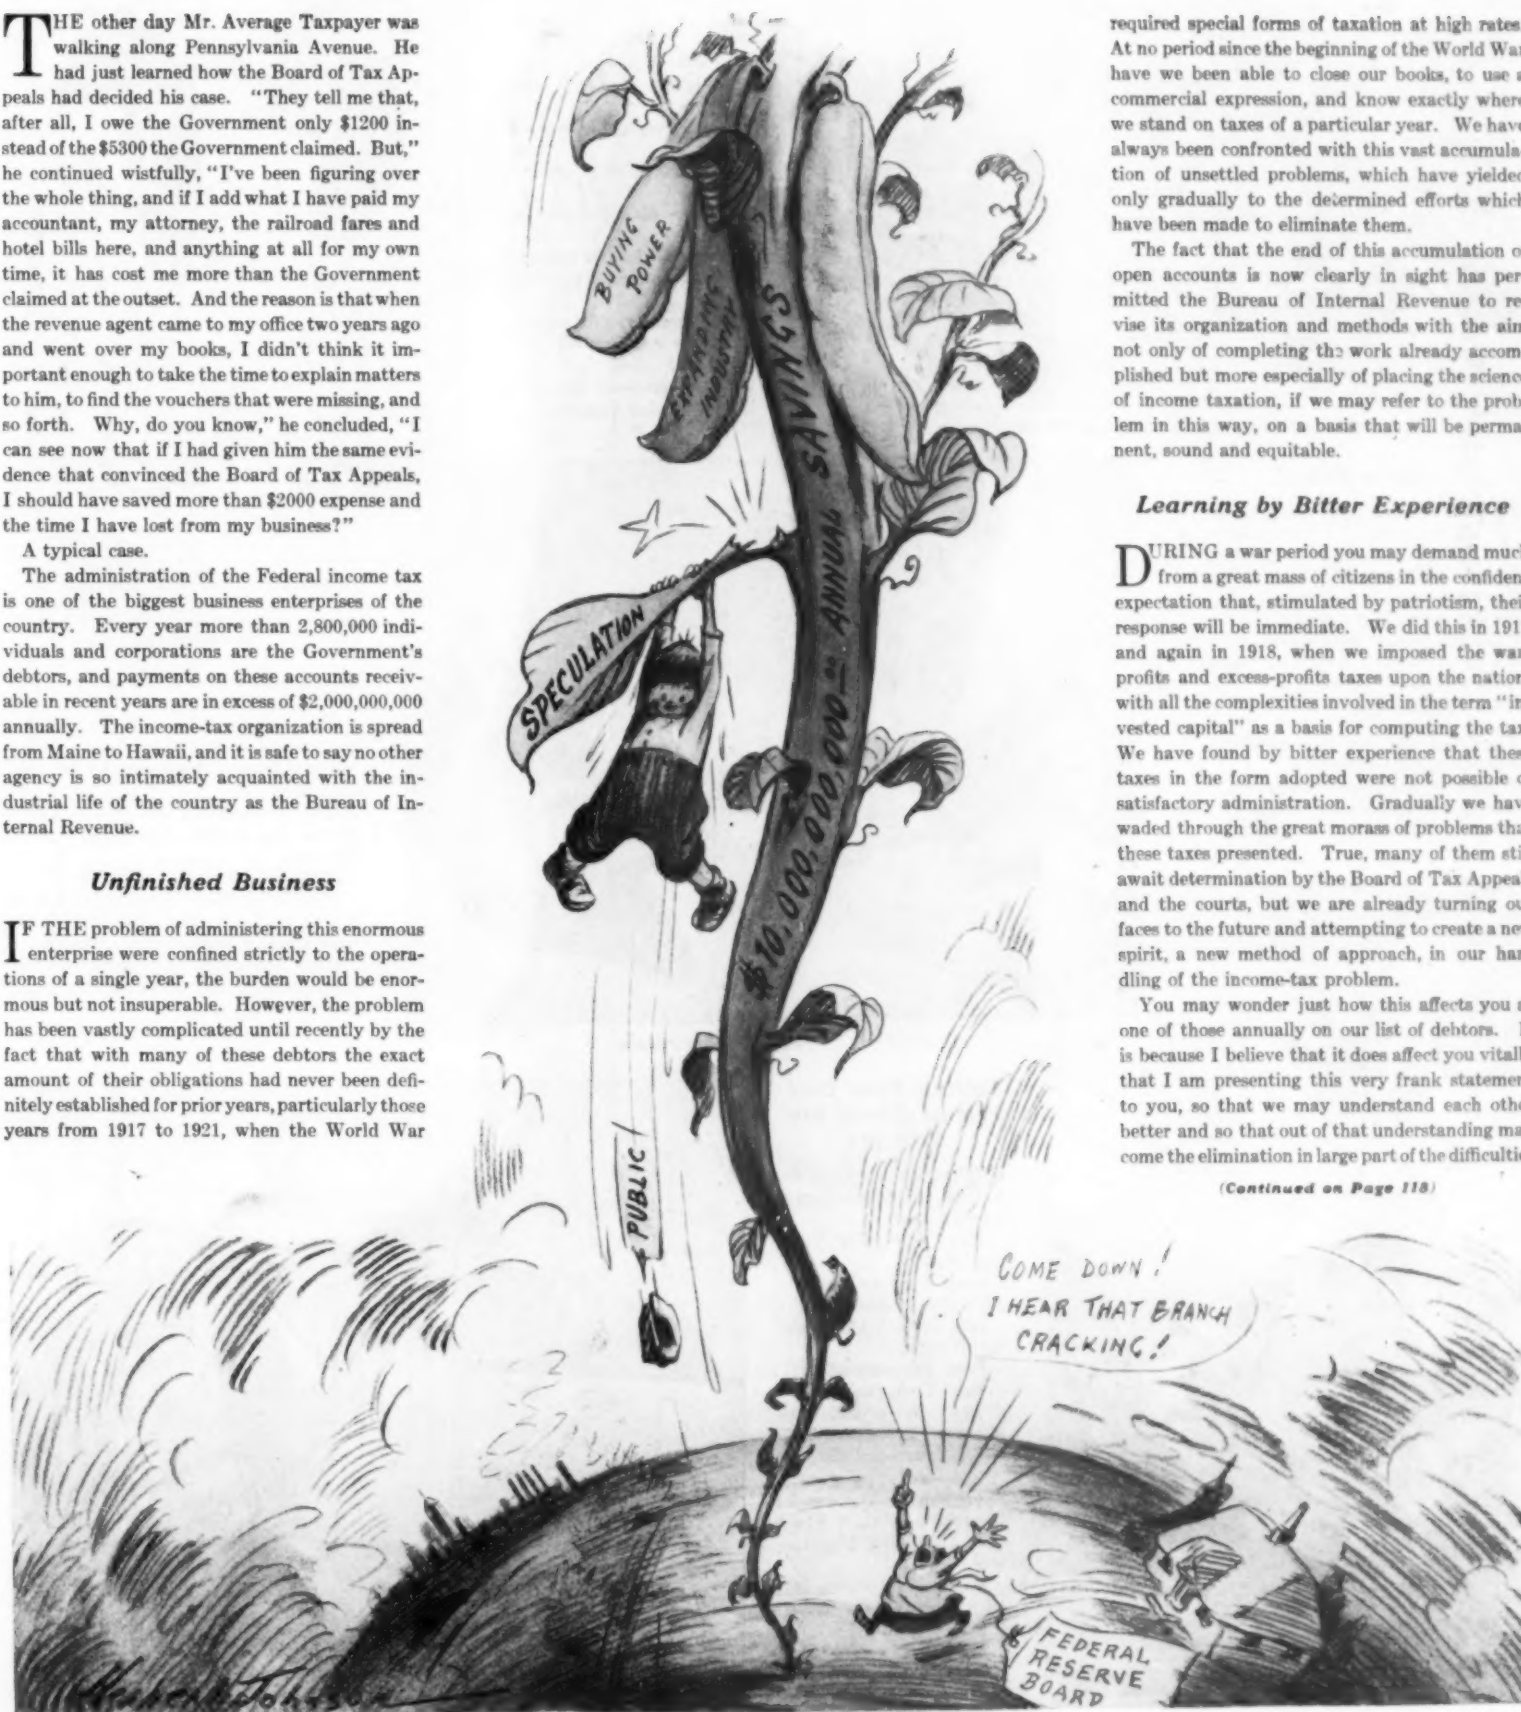 THE other day Mr. Average Taxpayer was
walking along Pennsylvania Avenue. He
had just learned how the Board of Tax Ap-
peals had decided his case. "They tell me that,
after all, I owe the Government only $1200 in-
stead of the $5300 the Government claimed. But,"
he continued wistfully, "I've been figuring over
the whole thing, and if I add what I have paid my
accountant, my attorney, the railroad fares and
hotel bills here, and anything at all for my own
time, it has cost me more than the Government
claimed at the outset. And the reason is that when
the revenue agent came to my office two years ago
and went over my books, I didn't think it im-
portant enough to take the time to explain matters
to him, to find the vouchers that were missing, and
so forth. Why, do you know," he concluded, "I
can see now that if I had given him the same evi-
dence that convinced the Board of Tax Appeals,
I should have saved more than $2000 expense and
the time I have lost from my business?"
A typical case.
The administration of the Federal income tax
is one of the biggest business enterprises of the
country. Every year more than 2,800,000 indi-
viduals and corporations are the Government's
debtors, and payments on these accounts receiv-
able in recent years are in excess of $2,000,000,000
annually. The income-tax organization is spread
from Maine to Hawaii, and it is safe to say no other
agency is so intimately acquainted with the in-
dustrial life of the country as the Bureau of In-
ternal Revenue.
Unfinished Business
IF THE problem of administering this enormous
enterprise were confined strictly to the opera-
tions of a single year, the burden would be enor-
mous but not insuperable. However, the problem
has been vastly complicated until recently by the
fact that with many of these debtors the exact
amount of their obligations had never been defi-
nitely established for prior years, particularly those
years from 1917 to 1921, when the World War
BUYING
POWER
EXPANDING
INDUSTRY
$10,000,000,000.00 ANNUAL SAVINGS
SPECULATION
PUBLIC
COME DOWN!
I HEAR THAT BRANCH
CRACKING!
FEDERAL
RESERVE
BOARD
Herbert Johnson
required special forms of taxation at high rates
At no period since the beginning of the World War
have we been able to close our books, to use a
commercial expression, and know exactly where
we stand on taxes of a particular year. We have
always been confronted with this vast accumula
tion of unsettled problems, which have yielded
only gradually to the determined efforts which
have been made to eliminate them.
The fact that the end of this accumulation o
open accounts is now clearly in sight has per
mitted the Bureau of Internal Revenue to re
vise its organization and methods with the aim
not only of completing the work already accom
plished but more especially of placing the science
of income taxation, if we may refer to the prob
lem in this way, on a basis that will be perma
nent, sound and equitable.
Learning by Bitter Experience
DURING a war period you may demand much
from a great mass of citizens in the confiden
expectation that, stimulated by patriotism, thei
response will be immediate. We did this in 191
and again in 1918, when we imposed the war
profits and excess-profits taxes upon the nation
with all the complexities involved in the term "in
vested capital" as a basis for computing the tax
We have found by bitter experience that thes
taxes in the form adopted were not possible o
satisfactory administration. Gradually we hav
waded through the great morass of problems tha
these taxes presented. True, many of them sti
await determination by the Board of Tax Appeal
and the courts, but we are already turning ou
faces to the future and attempting to create a new
spirit, a new method of approach, in our han
dling of the income-tax problem.
You may wonder just how this affects you a
one of those annually on our list of debtors. I
is because I believe that it does affect you vitall
that I am presenting this very frank statemen
to you, so that we may understand each othe
better and so that out of that understanding ma
come the elimination in large part of the difficultie
(Continued on Page 118)